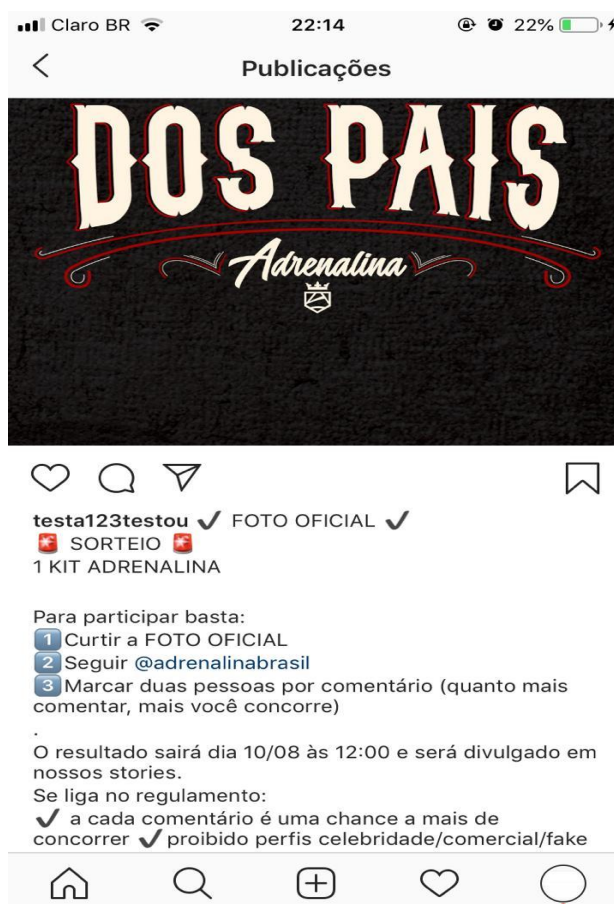 Claro BR
22:14
22%
Publicações
DOS PAIS
Adrenalina
testa123testou ✔ FOTO OFICIAL ✔
🚨 SORTEIO 🚨
1 KIT ADRENALINA
Para participar basta:
1️⃣Curtir a FOTO OFICIAL
2️⃣Seguir @adrenalinabrasil
3️⃣Marcar duas pessoas por comentário (quanto mais
comentar, mais você concorre)
.
O resultado sairá dia 10/08 às 12:00 e será divulgado em
nossos stories.
Se liga no regulamento:
✔ a cada comentário é uma chance a mais de
concorrer ✔proibido perfis celebridade/comercial/fake